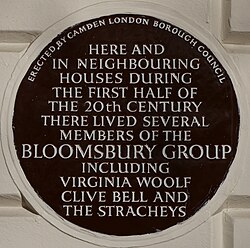 ERECTED BY CAMDEN LONDON BOROUGH COUNCIL
HERE AND
IN NEIGHBOURING
HOUSES DURING
THE FIRST HALF OF
THE 20th CENTURY
THERE LIVED SEVERAL
MEMBERS OF THE
BLOOMSBURY GROUP
INCLUDING
VIRGINIA WOOLF
CLIVE BELL AND
THE STRACHEYS